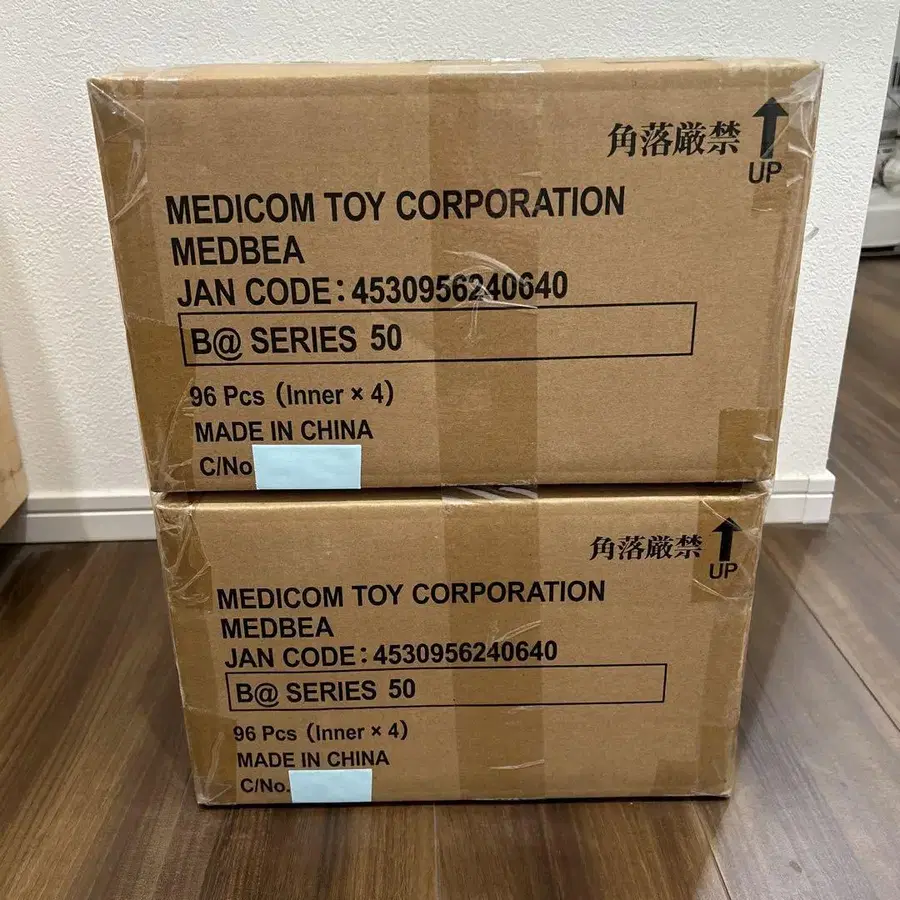 角落厳禁
UP
MEDICOM TOY CORPORATION
MEDBEA
JAN CODE:4530956240640
B@ SERIES 50
96 Pcs (Inner × 4)
MADE IN CHINA
C/No
角落厳禁
UP
MEDICOM TOY CORPORATION
MEDBEA
JAN CODE:4530956240640
B@ SERIES 50
96 Pcs (Inner × 4)
MADE IN CHINA
C/No.